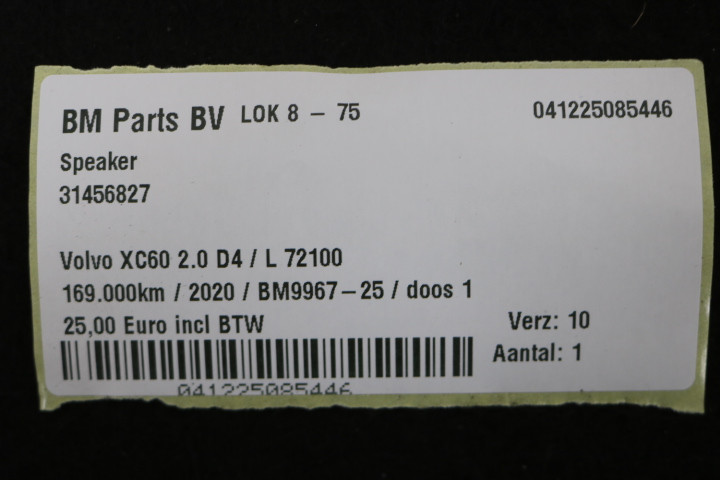 BM Parts BV LOK 8 – 75 041225085446
Speaker
31456827
Volvo XC60 2.0 D4 / L 72100
169.000km / 2020 / BM9967-25 / doos 1
25,00 Euro incl BTW Verz: 10
Aantal: 1
041225085446